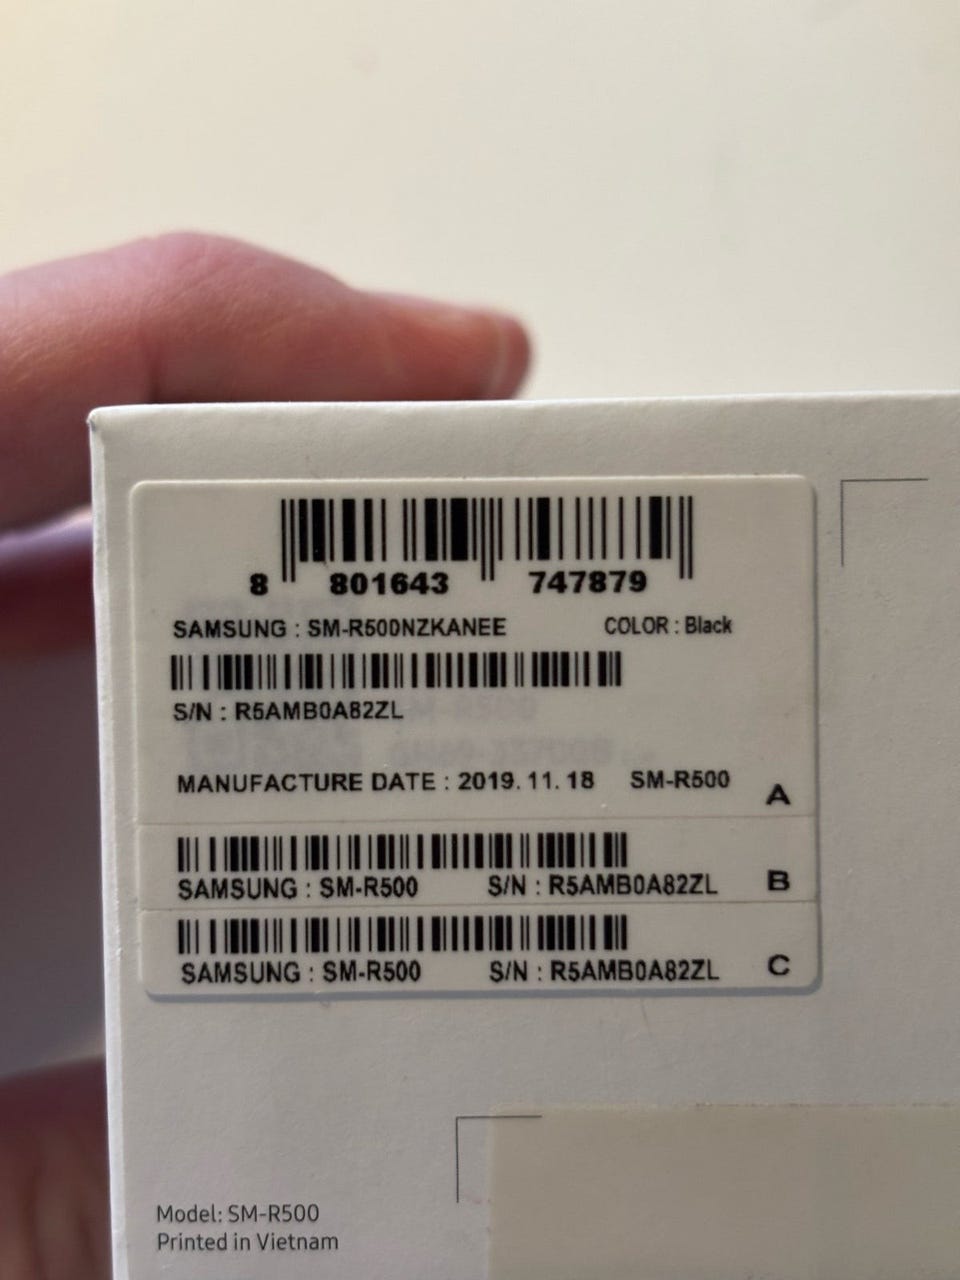 8 801643 747879
SAMSUNG : SM-R500NZKANEE COLOR : Black
S/N : R5AMB0A82ZL
MANUFACTURE DATE : 2019.11.18 SM-R500 A
SAMSUNG : SM-R500 S/N : R5AMB0A82ZL B
SAMSUNG : SM-R500 S/N : R5AMB0A82ZL C
Model: SM-R500
Printed in Vietnam